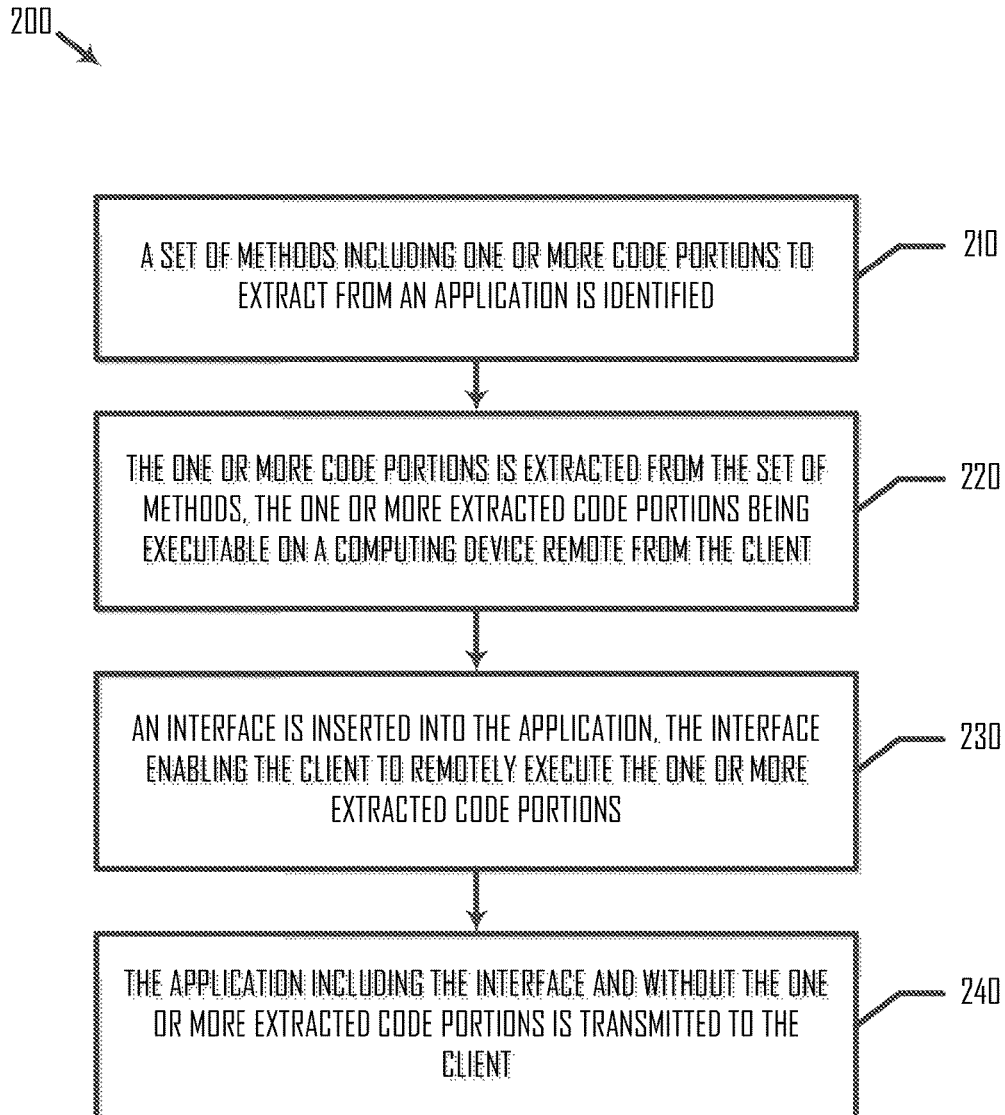 200
A SET OF METHODS INCLUDING ONE OR MORE CODE PORTIONS TO
EXTRACT FROM AN APPLICATION IS IDENTIFIED
210
THE ONE OR MORE CODE PORTIONS IS EXTRACTED FROM THE SET OF
METHODS, THE ONE OR MORE EXTRACTED CODE PORTIONS BEING
EXECUTABLE ON A COMPUTING DEVICE REMOTE FROM THE CLIENT
220
AN INTERFACE IS INSERTED INTO THE APPLICATION, THE INTERFACE
ENABLING THE CLIENT TO REMOTELY EXECUTE THE ONE OR MORE
EXTRACTED CODE PORTIONS
230
THE APPLICATION INCLUDING THE INTERFACE AND WITHOUT THE ONE
OR MORE EXTRACTED CODE PORTIONS IS TRANSMITTED TO THE
CLIENT
240